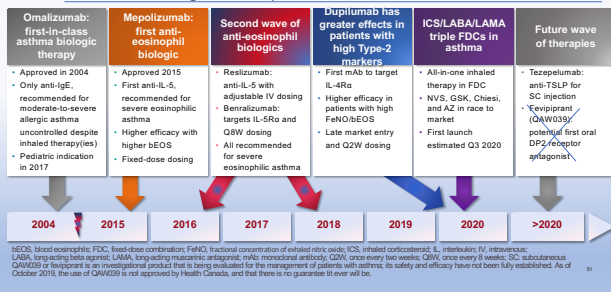 Omalizumab:
first-in-class
asthma biologic
therapy
• Approved in 2004
• Only anti-IgE,
recommended for
moderate-to-severe
allergic asthma
uncontrolled despite
inhaled therapy(ies)
• Pediatric indication
in 2017
Mepolizumab:
first anti-
eosinophil
biologic
• Approved 2015
• First anti-IL-5,
recommended for
severe eosinophilic
asthma
• Higher efficacy with
higher bEOS
• Fixed-dose dosing
Second wave of
anti-eosinophil
biologics
• Reslizumab:
anti-IL-5 with
adjustable IV dosing
• Benralizumab:
targets IL-5Rα and
Q8W dosing
• All recommended
for severe
eosinophilic asthma
Dupilumab has
greater effects in
patients with
high Type-2
markers
• First mAb to target
IL-4Rα
• Higher efficacy in
patients with high
FeNO/bEOS
• Late market entry
and Q2W dosing
ICS/LABA/LAMA
triple FDCs in
asthma
• All-in-one inhaled
therapy in FDC
• NVS, GSK, Chiesi,
and AZ in race to
market
• First launch
estimated Q3 2020
Future wave
of therapies
• Tezepelumab:
anti-TSLP for
SC injection
• Fevipiprant
(QAW039):
potential first oral
DP2 receptor
antagonist
2004 2015 2016 2017 2018 2019 2020 >2020
bEOS, blood eosinophils; FDC, fixed-dose combination; FeNO, fractional concentration of exhaled nitric oxide; ICS, inhaled corticosteroid; IL, interleukin; IV, intravenous;
LABA, long-acting beta agonist; LAMA, long-acting muscarinic antagonist; mAb: monoclonal antibody; Q2W, once every two weeks; Q8W, once every 8 weeks; SC: subcutaneous
QAW039 or fevipiprant is an investigational product that is being evaluated for the management of patients with asthma; its safety and efficacy have not been fully established. As of
October 2019, the use of QAW039 is not approved by Health Canada, and that there is no guarantee tit ever will be.